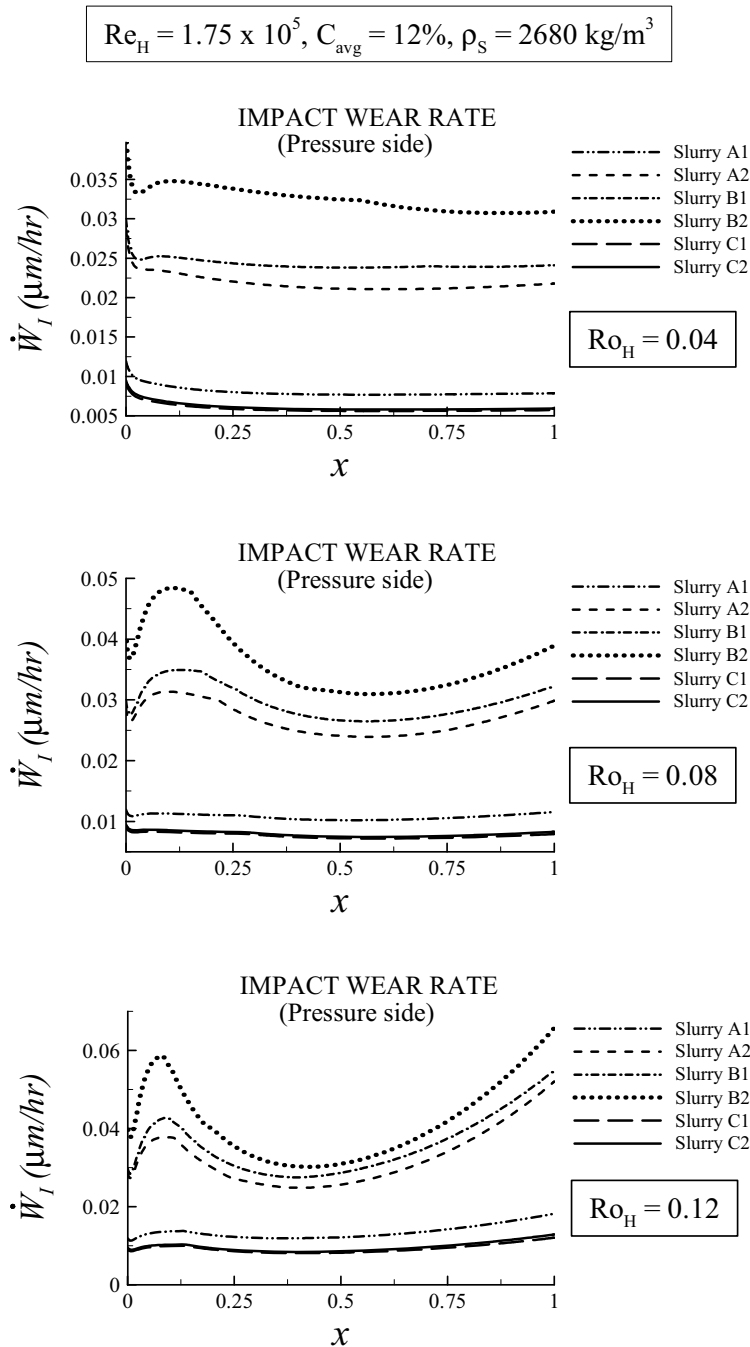 Re_H = 1.75 x 10^5, C_avg = 12%, ρ_S = 2680 kg/m^3
IMPACT WEAR RATE
(Pressure side)
Ẇ_I (μm/hr)
0.035
0.03
0.025
0.02
0.015
0.01
0.005
0 0.25 0.5 0.75 1
x
Slurry A1
Slurry A2
Slurry B1
Slurry B2
Slurry C1
Slurry C2
Ro_H = 0.04
IMPACT WEAR RATE
(Pressure side)
Ẇ_I (μm/hr)
0.05
0.04
0.03
0.02
0.01
0 0.25 0.5 0.75 1
x
Slurry A1
Slurry A2
Slurry B1
Slurry B2
Slurry C1
Slurry C2
Ro_H = 0.08
IMPACT WEAR RATE
(Pressure side)
Ẇ_I (μm/hr)
0.06
0.04
0.02
0
0 0.25 0.5 0.75 1
x
Slurry A1
Slurry A2
Slurry B1
Slurry B2
Slurry C1
Slurry C2
Ro_H = 0.12